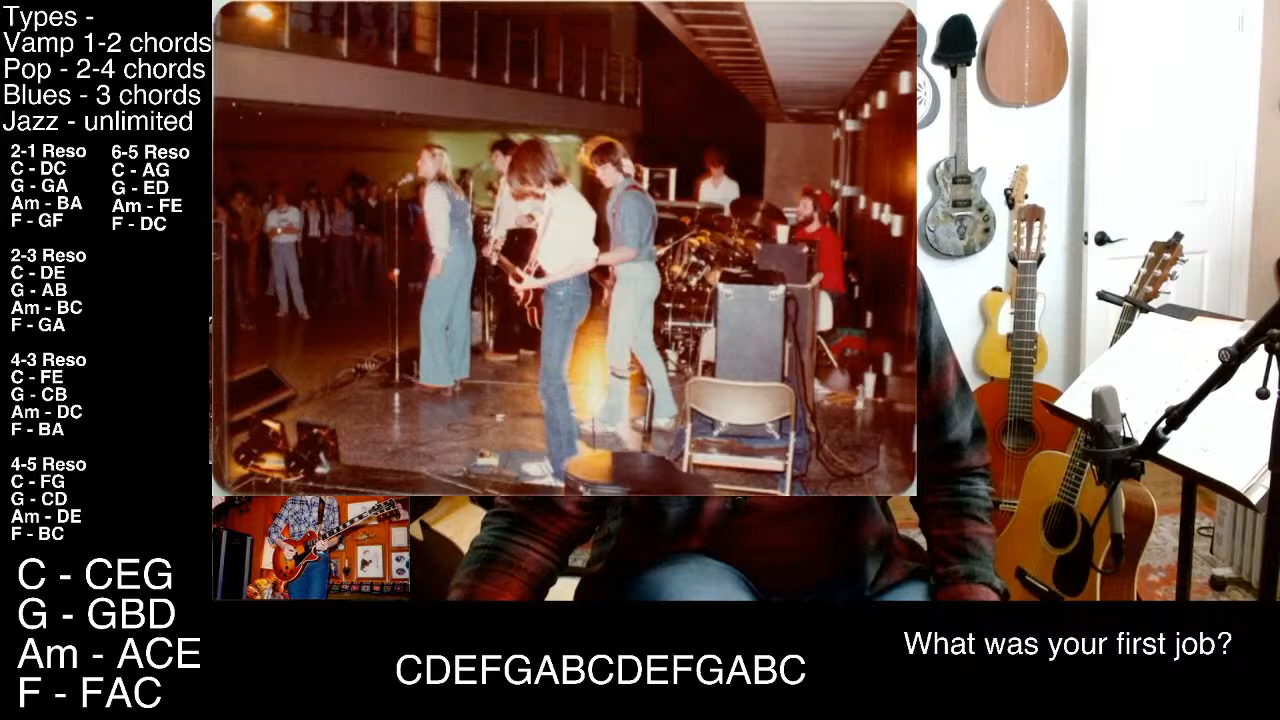 Types -
Vamp 1-2 chords
Pop - 2-4 chords
Blues - 3 chords
Jazz - unlimited
2-1 Reso
C - DC
G - GA
Am - BA
F - GF
6-5 Reso
C - AG
G - ED
Am - FE
F - DC
2-3 Reso
C - DE
G - AB
Am - BC
F - GA
4-3 Reso
C - FE
G - CB
Am - DC
F - BA
4-5 Reso
C - FG
G - CD
Am - DE
F - BC
C - CEG
G - GBD
Am - ACE
F - FAC
CDEFGABCDEFGABC
What was your first job?